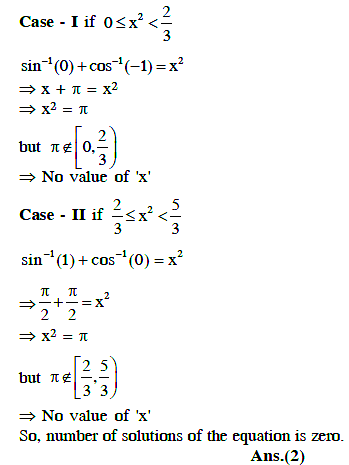 Case - I if 0 ≤ x² < 2/3
sin⁻¹(0) + cos⁻¹(−1) = x²
⇒ x + π = x²
⇒ x² = π
but π ∉ [0, 2/3)
⇒ No value of 'x'
Case - II if 2/3 ≤ x² < 5/3
sin⁻¹(1) + cos⁻¹(0) = x²
⇒ π/2 + π/2 = x²
⇒ x² = π
but π ∉ [2/3, 5/3)
⇒ No value of 'x'
So, number of solutions of the equation is zero.
Ans.(2)